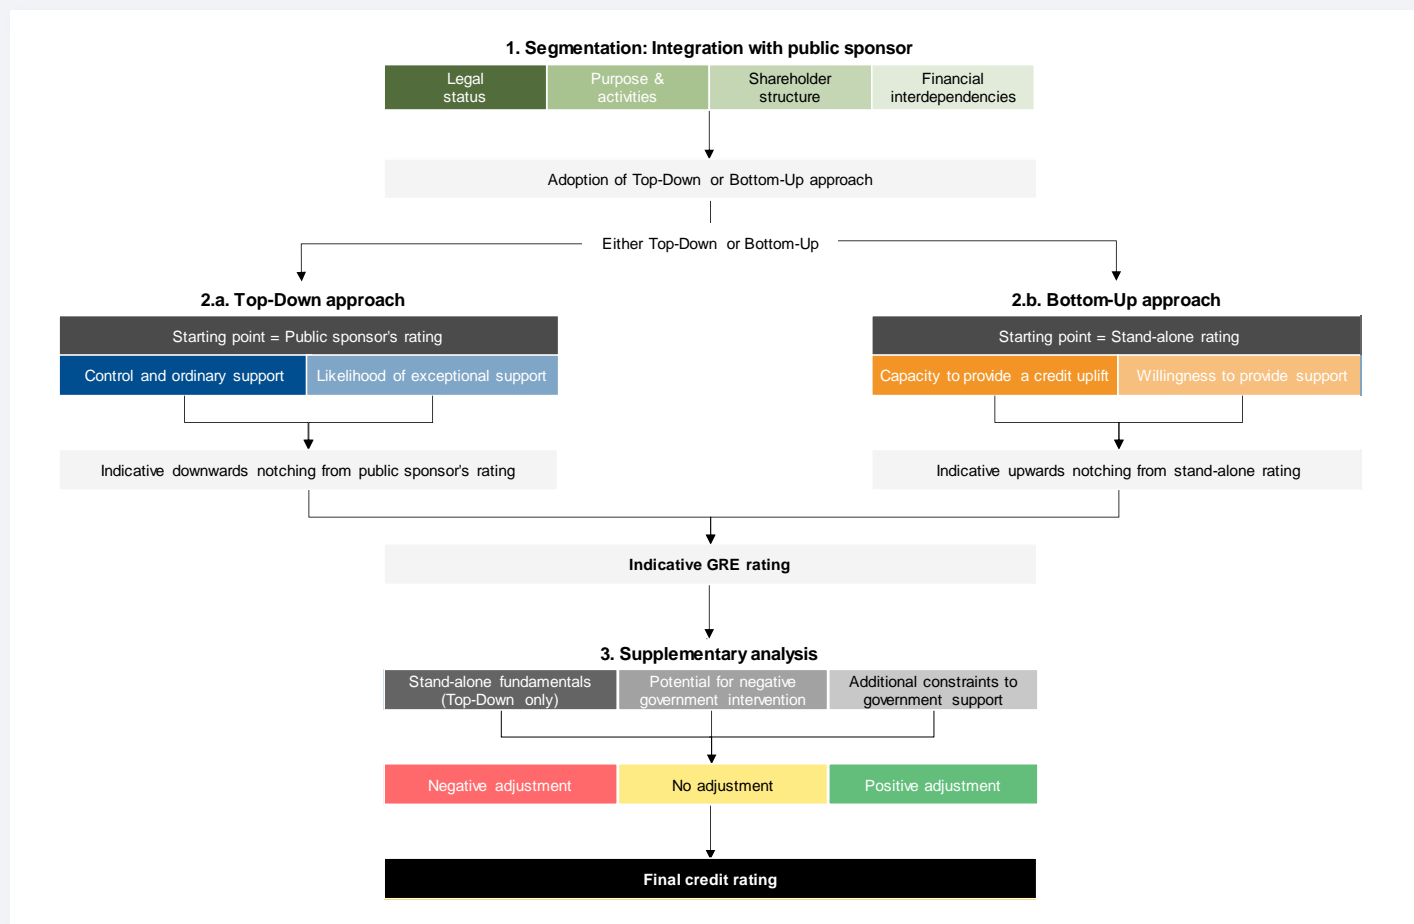 1. Segmentation: Integration with public sponsor
Legal
status
Purpose &
activities
Shareholder
structure
Financial
interdependencies
Adoption of Top-Down or Bottom-Up approach
Either Top-Down or Bottom-Up
2.a. Top-Down approach
Starting point = Public sponsor's rating
Control and ordinary support
Likelihood of exceptional support
Indicative downwards notching from public sponsor's rating
2.b. Bottom-Up approach
Starting point = Stand-alone rating
Capacity to provide a credit uplift
Willingness to provide support
Indicative upwards notching from stand-alone rating
Indicative GRE rating
3. Supplementary analysis
Stand-alone fundamentals
(Top-Down only)
Potential for negative
government intervention
Additional constraints to
government support
Negative adjustment
No adjustment
Positive adjustment
Final credit rating